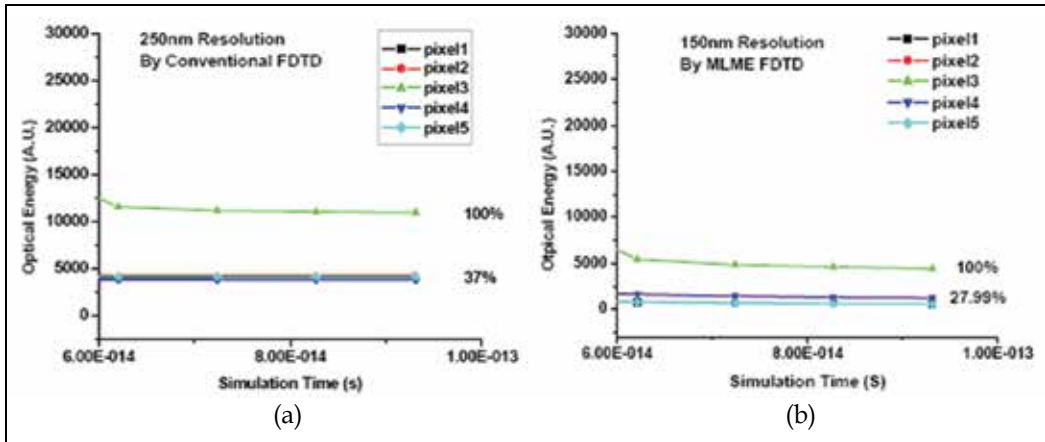 250nm Resolution
By Conventional FDTD
pixel1
pixel2
pixel3
pixel4
pixel5
30000
25000
20000
15000
10000
5000
0
Optical Energy (A.U.)
100%
37%
6.00E-014
8.00E-014
1.00E-013
Simulation Time (s)
(a)
150nm Resolution
By MLME FDTD
pixel1
pixel2
pixel3
pixel4
pixel5
30000
25000
20000
15000
10000
5000
0
Otpical Energy (A.U.)
100%
27.99%
6.00E-014
8.00E-014
1.00E-013
Simulation Time (S)
(b)